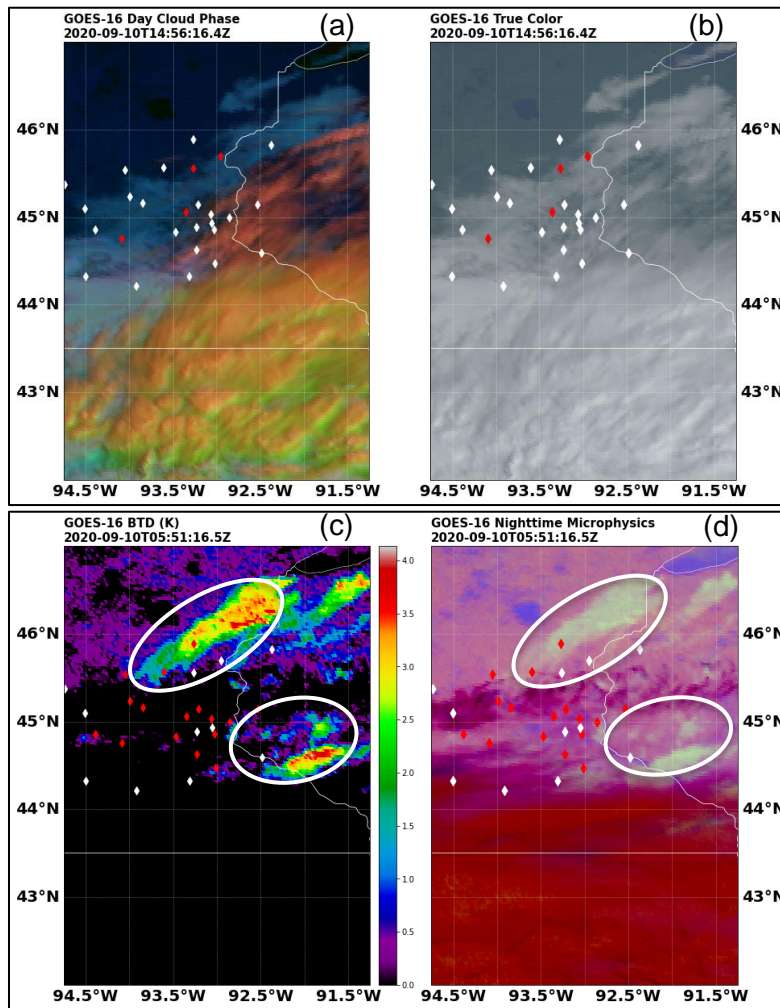 GOES-16 Day Cloud Phase
2020-09-10T14:56:16.4Z
(a)
GOES-16 True Color
2020-09-10T14:56:16.4Z
(b)
46°N
45°N
44°N
43°N
46°N
45°N
44°N
43°N
94.5°W 93.5°W 92.5°W 91.5°W
94.5°W 93.5°W 92.5°W 91.5°W
GOES-16 BTD (K)
2020-09-10T05:51:16.5Z
(c)
GOES-16 Nighttime Microphysics
2020-09-10T05:51:16.5Z
(d)
46°N
45°N
44°N
43°N
4.0
3.5
3.0
2.5
2.0
1.5
1.0
0.5
0.0
46°N
45°N
44°N
43°N
94.5°W 93.5°W 92.5°W 91.5°W
94.5°W 93.5°W 92.5°W 91.5°W